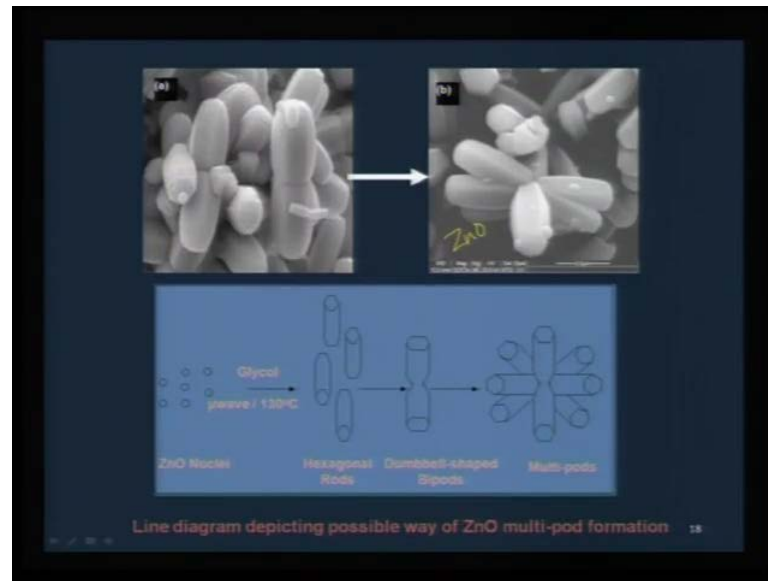 (a)
(b)
ZnO
Glycol
μwave / 130°C
ZnO Nuclei
Hexagonal
Rods
Dumbbell-shaped
Bipods
Multi-pods
Line diagram depicting possible way of ZnO multi-pod formation
18